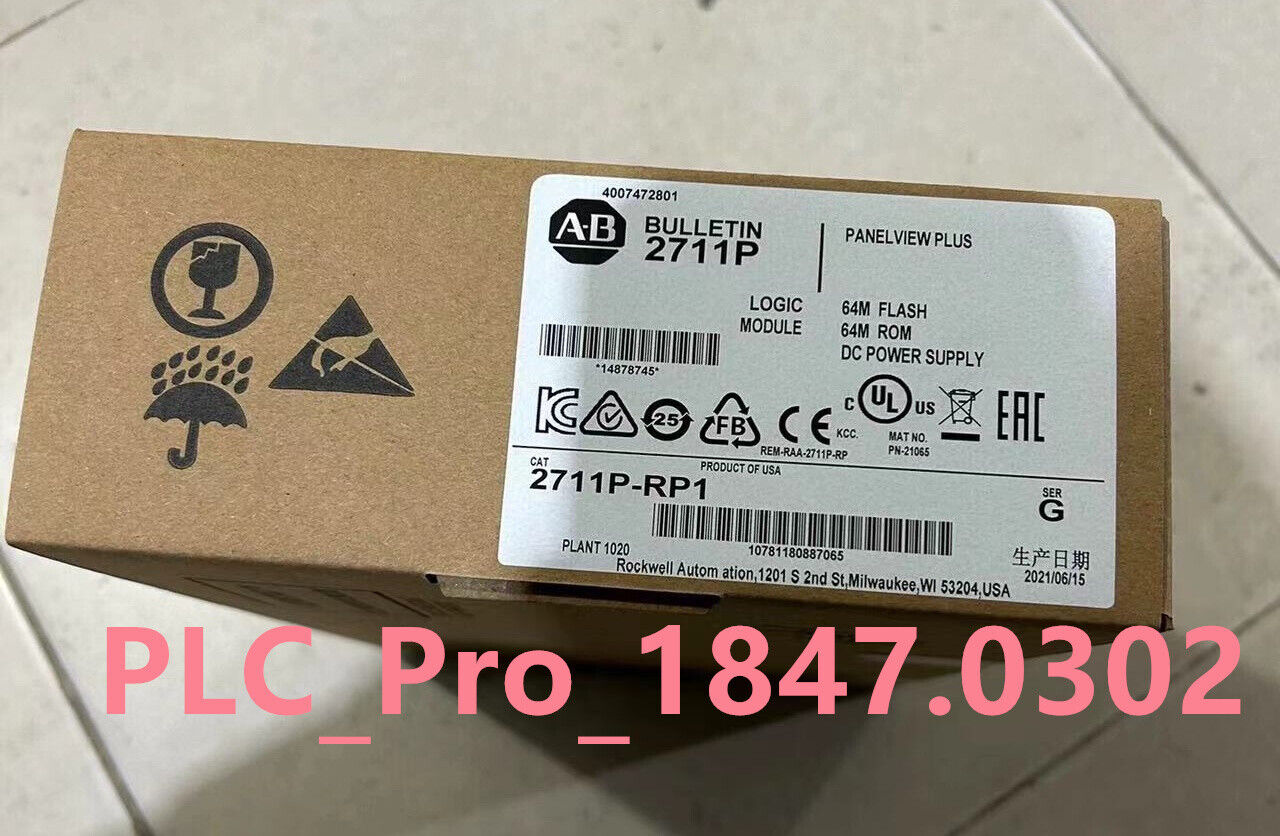 4007472801
A-B
BULLETIN
2711P
PANELVIEW PLUS
LOGIC
MODULE
64M FLASH
64M ROM
DC POWER SUPPLY
*14878745*
25
FB
CE
KCC.
REM-RAA-2711P-RP
C UL US
MAT NO.
PN-21065
EAC
PRODUCT OF USA
CAT
2711P-RP1
SER
G
10781180887065
PLANT 1020
Rockwell Autom ation,1201 S 2nd St,Milwaukee,WI 53204,USA
生产日期
2021/06/15
PLC_Pro_1847.0302